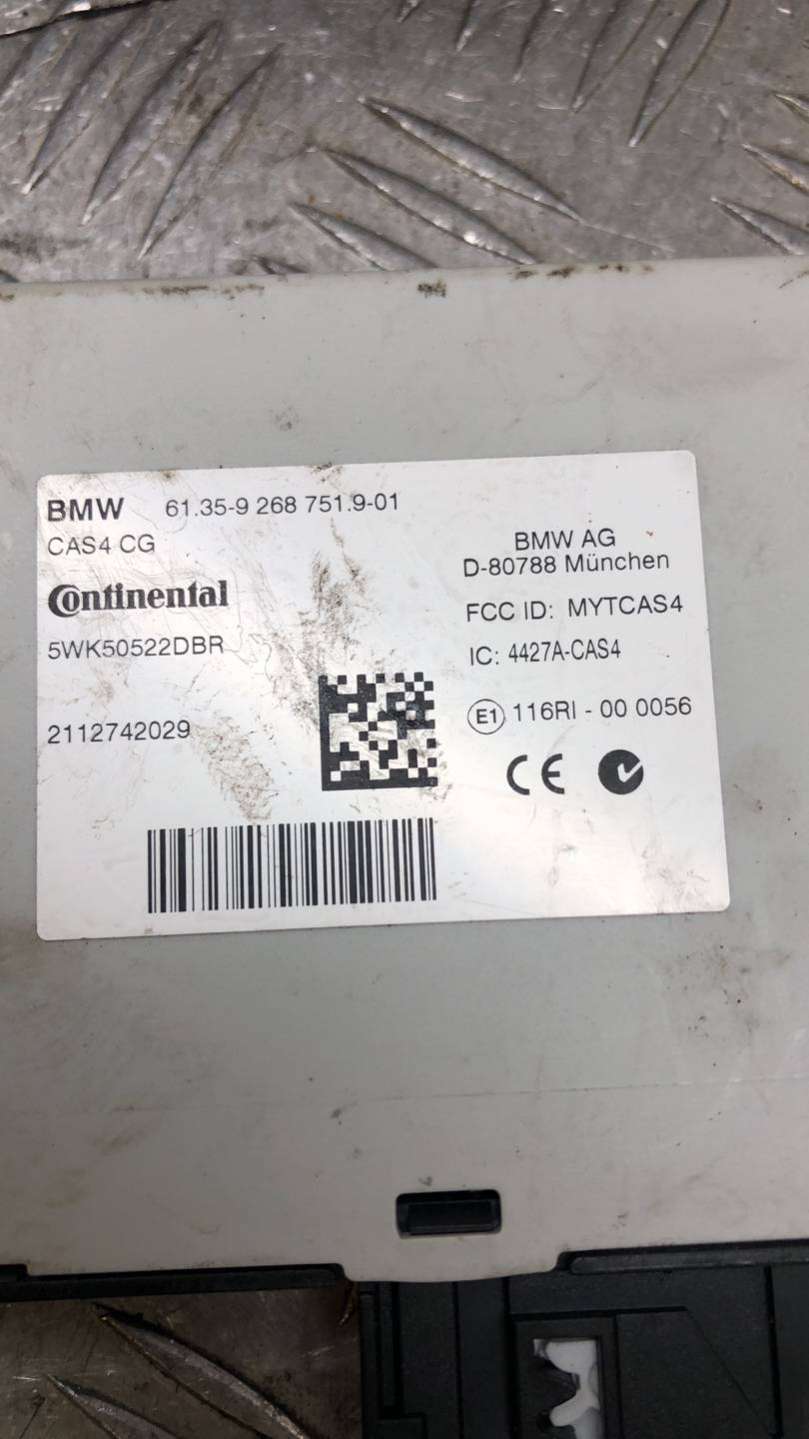 BMW 61.35-9 268 751.9-01
CAS4 CG
Continental
5WK50522DBR
2112742029
BMW AG
D-80788 München
FCC ID: MYTCAS4
IC: 4427A-CAS4
E1 116RI - 00 0056
CE